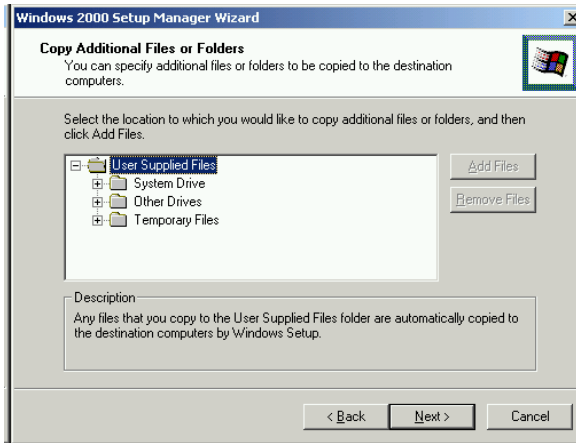 Windows 2000 Setup Manager Wizard
Copy Additional Files or Folders
You can specify additional files or folders to be copied to the destination
computers.
Select the location to which you would like to copy additional files or folders, and then
click Add Files.
User Supplied Files
System Drive
Other Drives
Temporary Files
Add Files
Remove Files
Description
Any files that you copy to the User Supplied Files folder are automatically copied to
the destination computers by Windows Setup.
< Back
Next >
Cancel